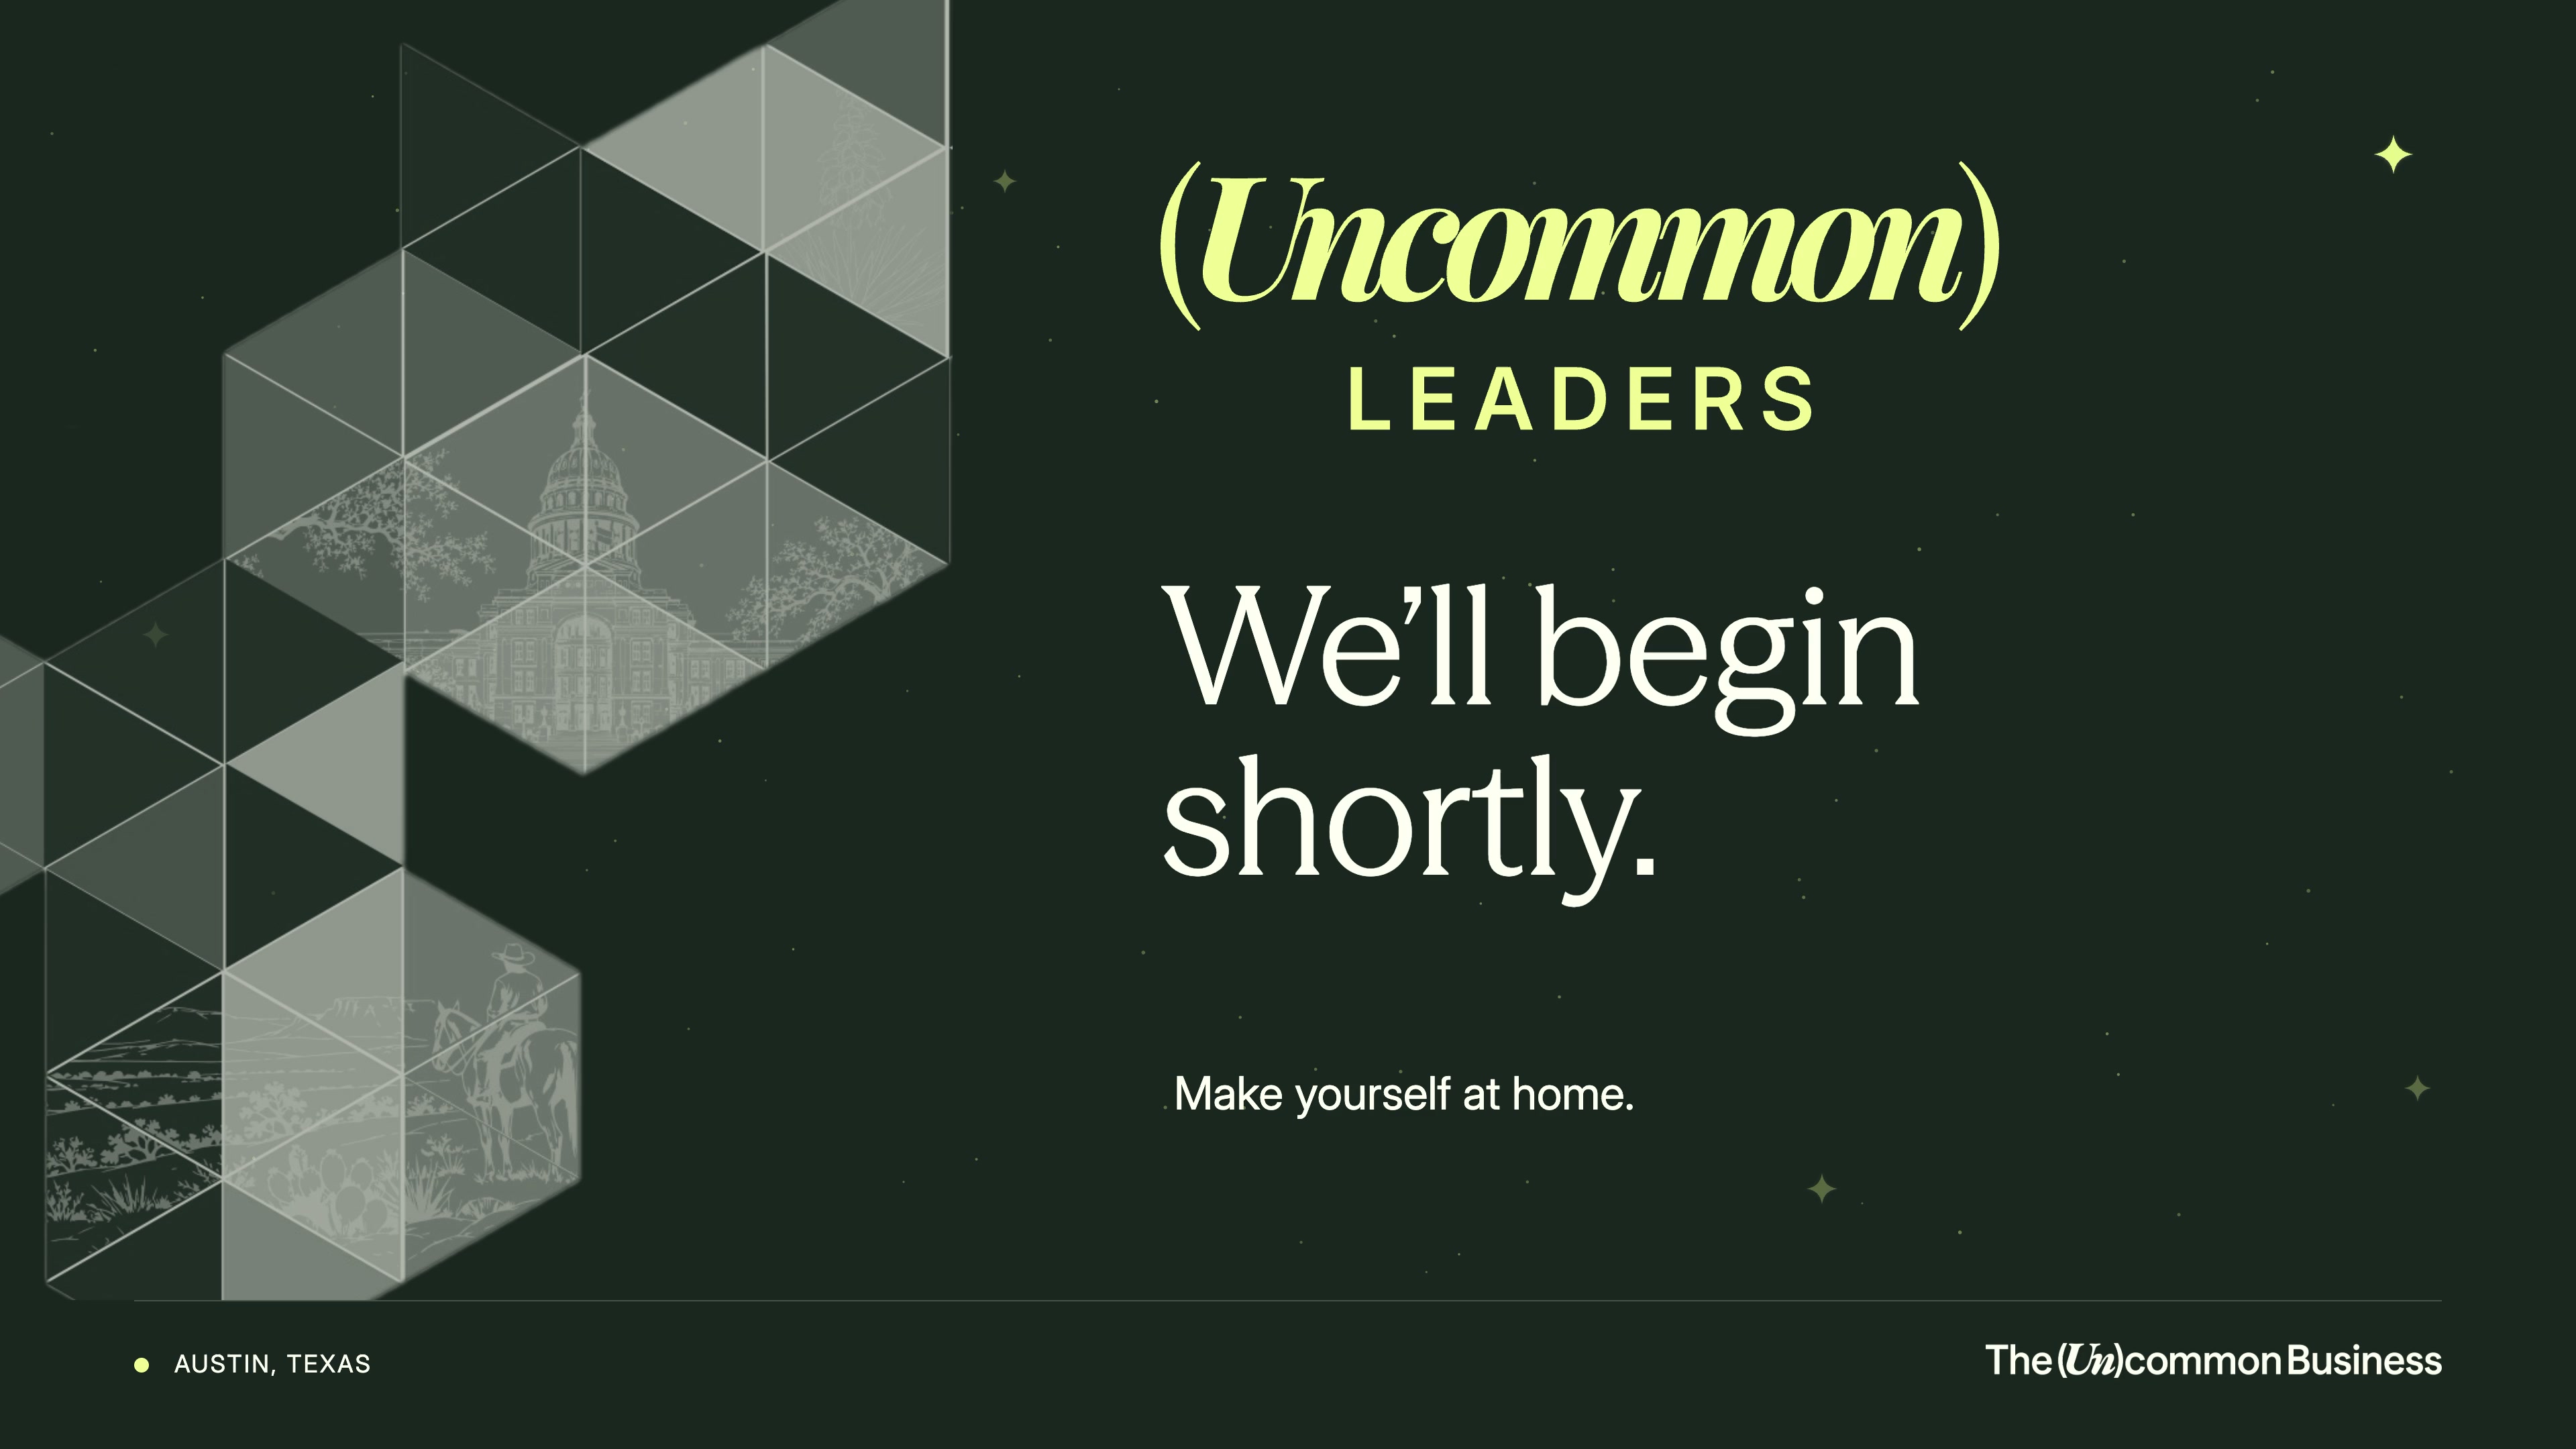 (Uncommon)
LEADERS
We’ll begin
shortly.
Make yourself at home.
AUSTIN, TEXAS
The (Un)common Business